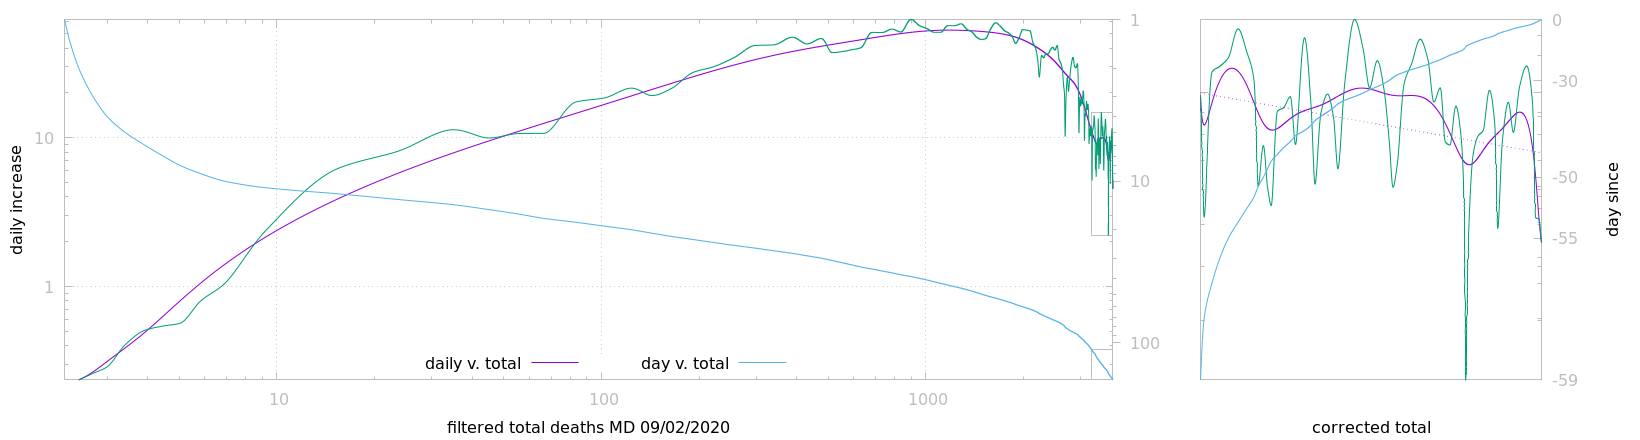 daily increase
10
1
daily v. total
day v. total
10
100
1000
1
10
100
filtered total deaths MD 09/02/2020
0
-30
-50
-55
-59
day since
corrected total